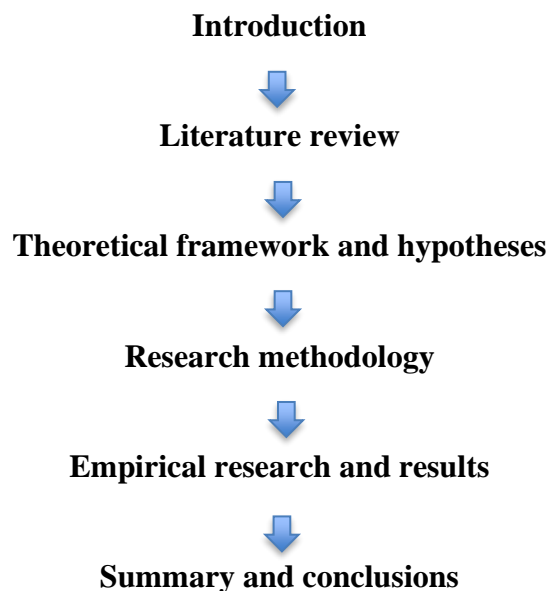 Introduction
Literature review
Theoretical framework and hypotheses
Research methodology
Empirical research and results
Summary and conclusions